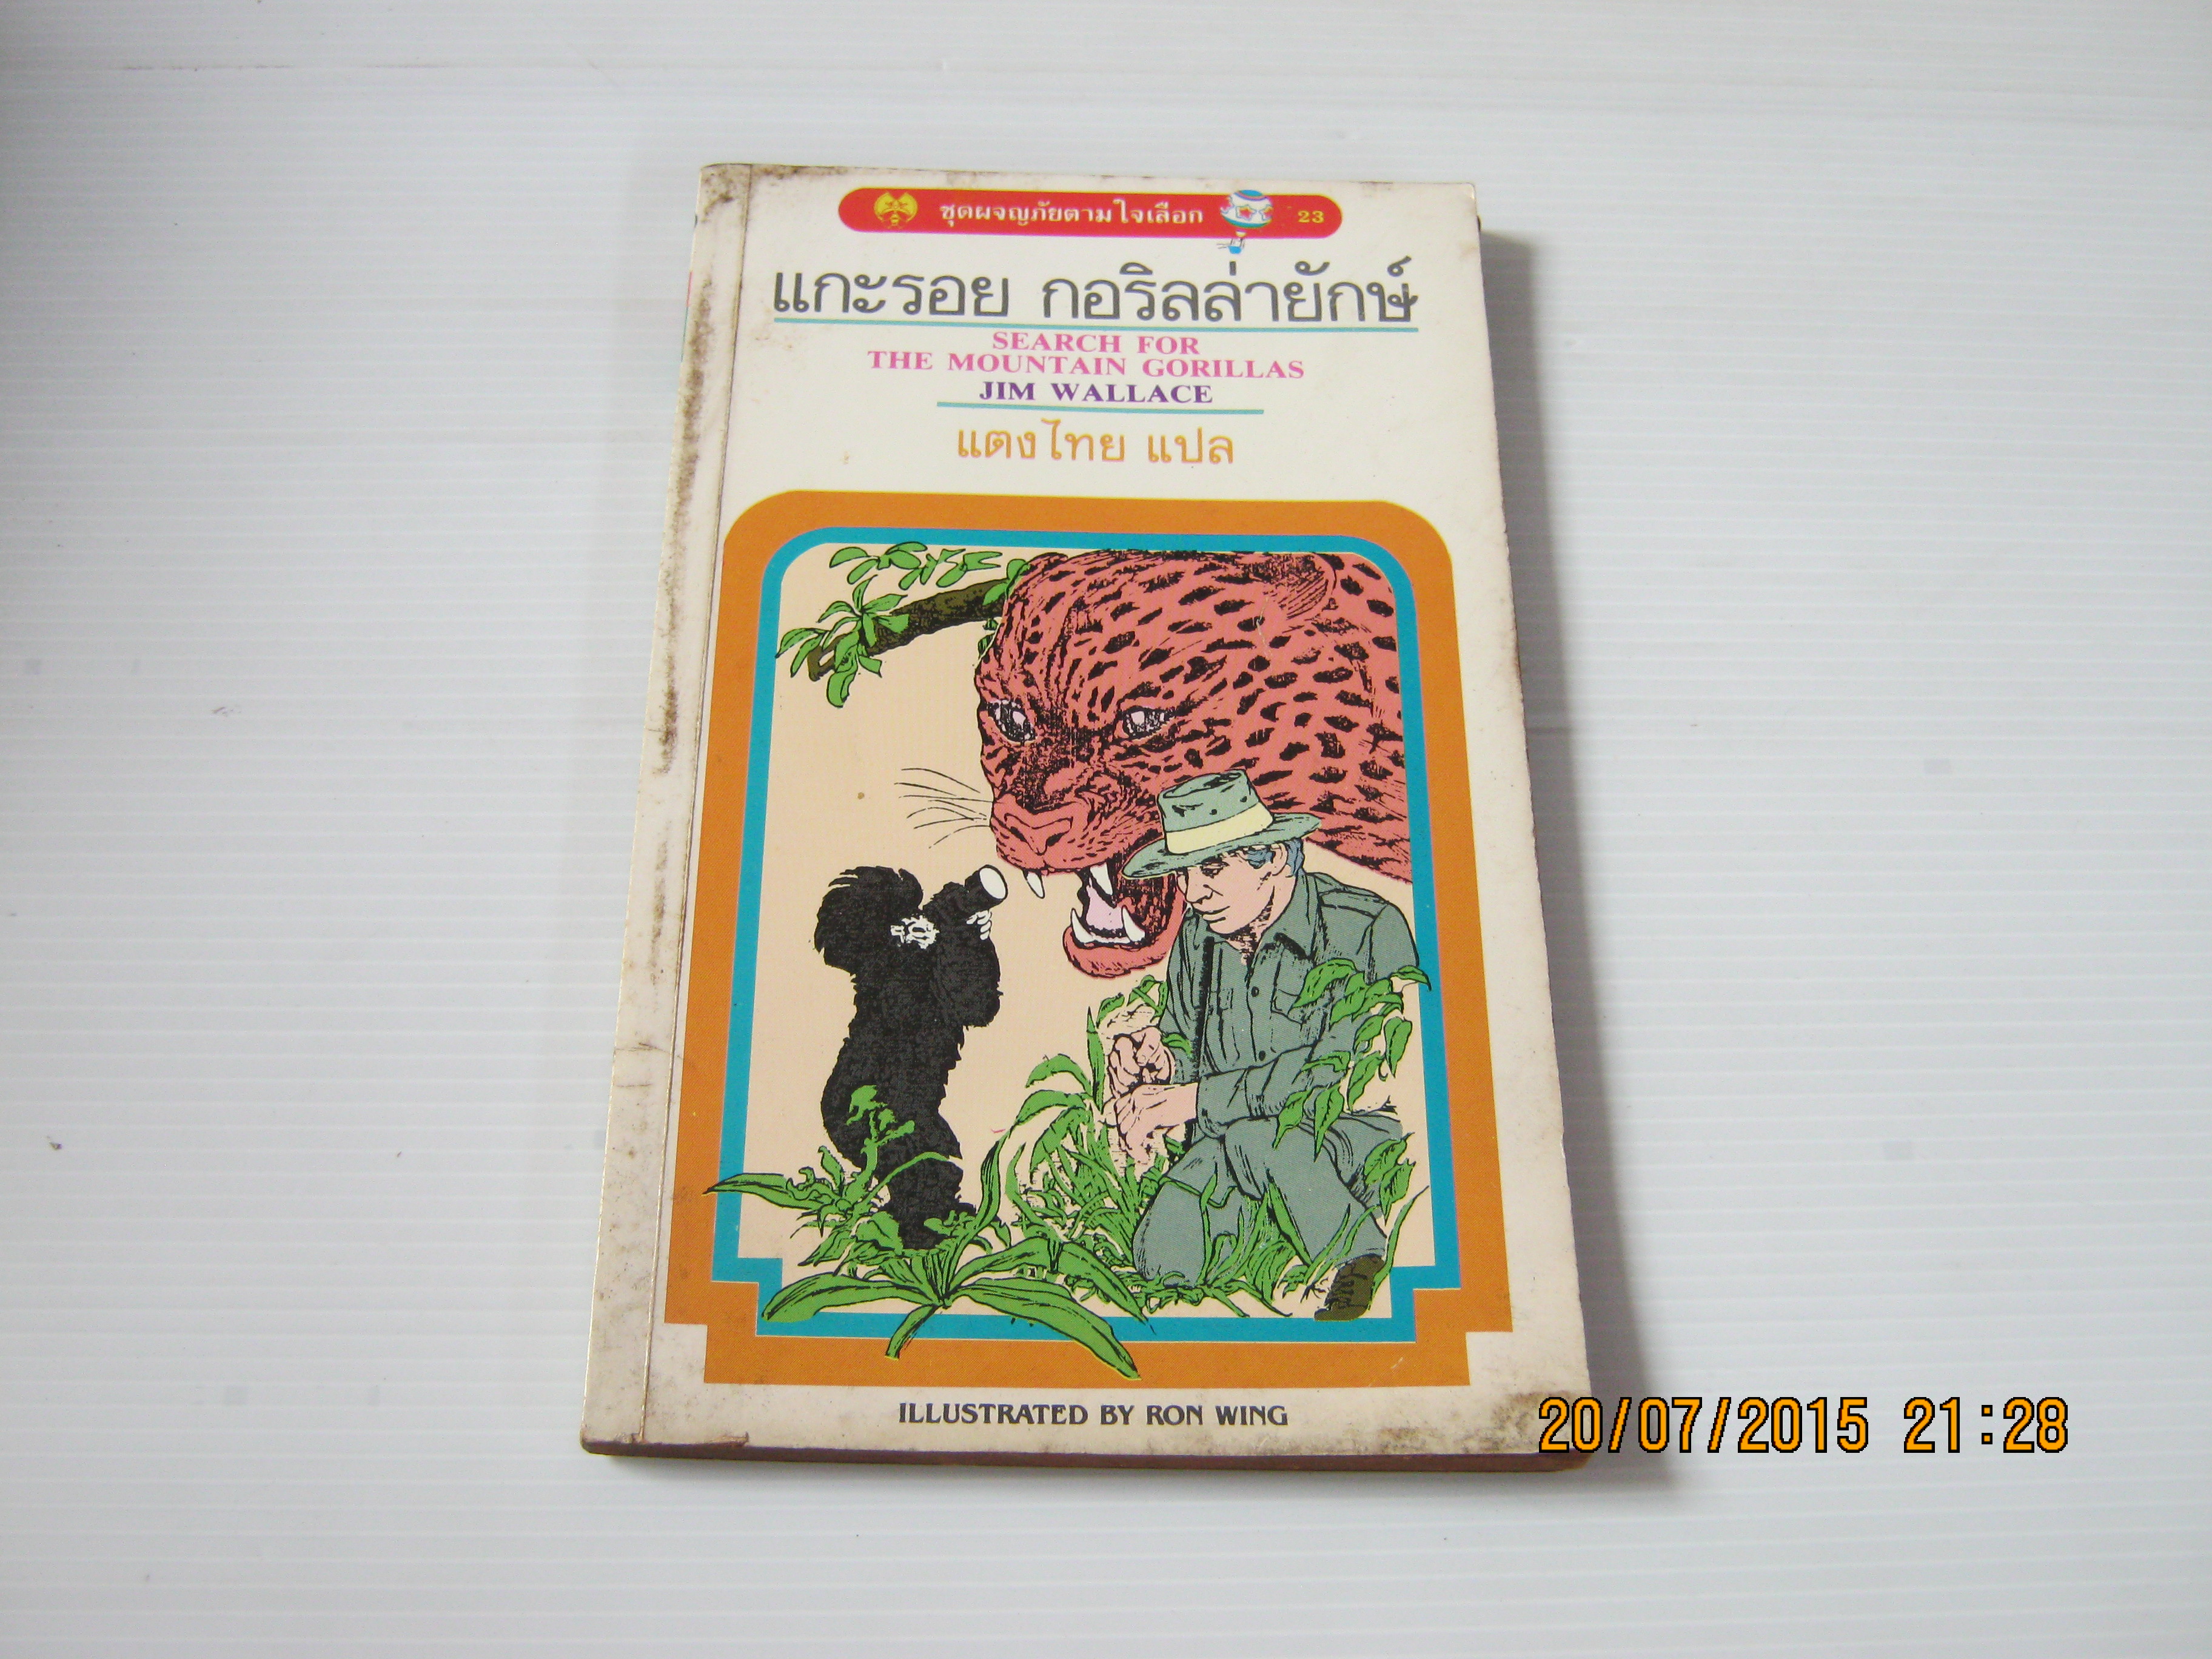 ชุดผจญภัยตามใจเลือก 23
แกะรอย กอริลล่ายักษ์
SEARCH FOR
THE MOUNTAIN GORILLAS
JIM WALLACE
แตงไทย แปล
ILLUSTRATED BY RON WING
20/07/2015 21:28